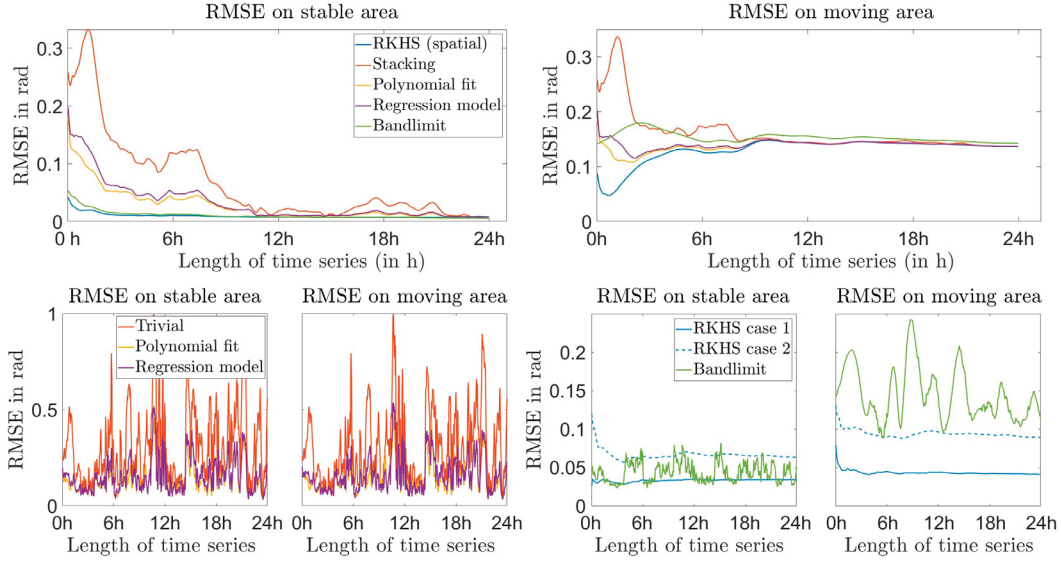 RMSE on stable area
RMSE in rad
0.3
0.2
0.1
0
0 h
6h
12h
18h
24h
Length of time series (in h)
RKHS (spatial)
Stacking
Polynomial fit
Regression model
Bandlimit
RMSE on moving area
RMSE in rad
0.3
0.2
0.1
0
0h
6h
12h
18h
24h
Length of time series (in h)
RMSE on stable area
RMSE in rad
1
0.5
0
0h
6h
12h
18h
24h
Length of time series
Trivial
Polynomial fit
Regression model
RMSE on moving area
0h
6h
12h
18h
24h
Length of time series
RMSE on stable area
RMSE in rad
0.2
0.15
0.1
0.05
0
0h
6h
12h
18h
24h
Length of time series
RKHS case 1
RKHS case 2
Bandlimit
RMSE on moving area
0h
6h
12h
18h
24h
Length of time series